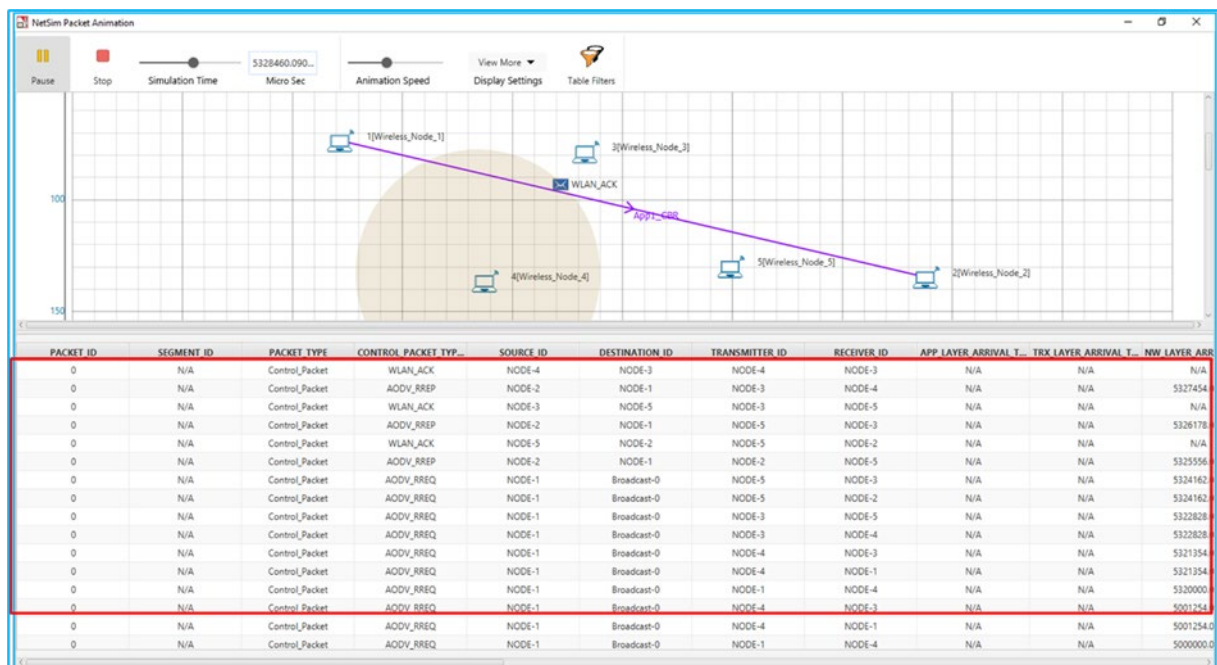 NetSim Packet Animation
Pause Stop Simulation Time 5328460.090... Micro Sec Animation Speed View More Display Settings Table Filters
1[Wireless_Node_1]
3[Wireless_Node_3]
WLAN_ACK
100
App1_CBR
5[Wireless_Node_5]
4[Wireless_Node_4]
2[Wireless_Node_2]
150
PACKET_ID SEGMENT_ID PACKET_TYPE CONTROL_PACKET_TYP... SOURCE_ID DESTINATION_ID TRANSMITTER_ID RECEIVER_ID APP_LAYER_ARRIVAL_T... TRX_LAYER_ARRIVAL_T... NW_LAYER_ARR
0 N/A Control_Packet WLAN_ACK NODE-4 NODE-3 NODE-4 NODE-3 N/A N/A N/A
0 N/A Control_Packet AODV_RREP NODE-2 NODE-1 NODE-3 NODE-4 N/A N/A 5327454.0
0 N/A Control_Packet WLAN_ACK NODE-3 NODE-5 NODE-3 NODE-5 N/A N/A N/A
0 N/A Control_Packet AODV_RREP NODE-2 NODE-1 NODE-5 NODE-3 N/A N/A 5326178.0
0 N/A Control_Packet WLAN_ACK NODE-5 NODE-2 NODE-5 NODE-2 N/A N/A N/A
0 N/A Control_Packet AODV_RREP NODE-2 NODE-1 NODE-2 NODE-5 N/A N/A 5325556.0
0 N/A Control_Packet AODV_RREQ NODE-1 Broadcast-0 NODE-5 NODE-3 N/A N/A 5324162.0
0 N/A Control_Packet AODV_RREQ NODE-1 Broadcast-0 NODE-5 NODE-2 N/A N/A 5324162.0
0 N/A Control_Packet AODV_RREQ NODE-1 Broadcast-0 NODE-3 NODE-5 N/A N/A 5322828.0
0 N/A Control_Packet AODV_RREQ NODE-1 Broadcast-0 NODE-3 NODE-4 N/A N/A 5322828.0
0 N/A Control_Packet AODV_RREQ NODE-1 Broadcast-0 NODE-4 NODE-3 N/A N/A 5321354.0
0 N/A Control_Packet AODV_RREQ NODE-1 Broadcast-0 NODE-4 NODE-1 N/A N/A 5321354.0
0 N/A Control_Packet AODV_RREQ NODE-1 Broadcast-0 NODE-1 NODE-4 N/A N/A 5320000.0
0 N/A Control_Packet AODV_RREQ NODE-1 Broadcast-0 NODE-4 NODE-3 N/A N/A 5001254.0
0 N/A Control_Packet AODV_RREQ NODE-1 Broadcast-0 NODE-4 NODE-1 N/A N/A 5001254.0
0 N/A Control_Packet AODV_RREQ NODE-1 Broadcast-0 NODE-1 NODE-4 N/A N/A 5000000.0